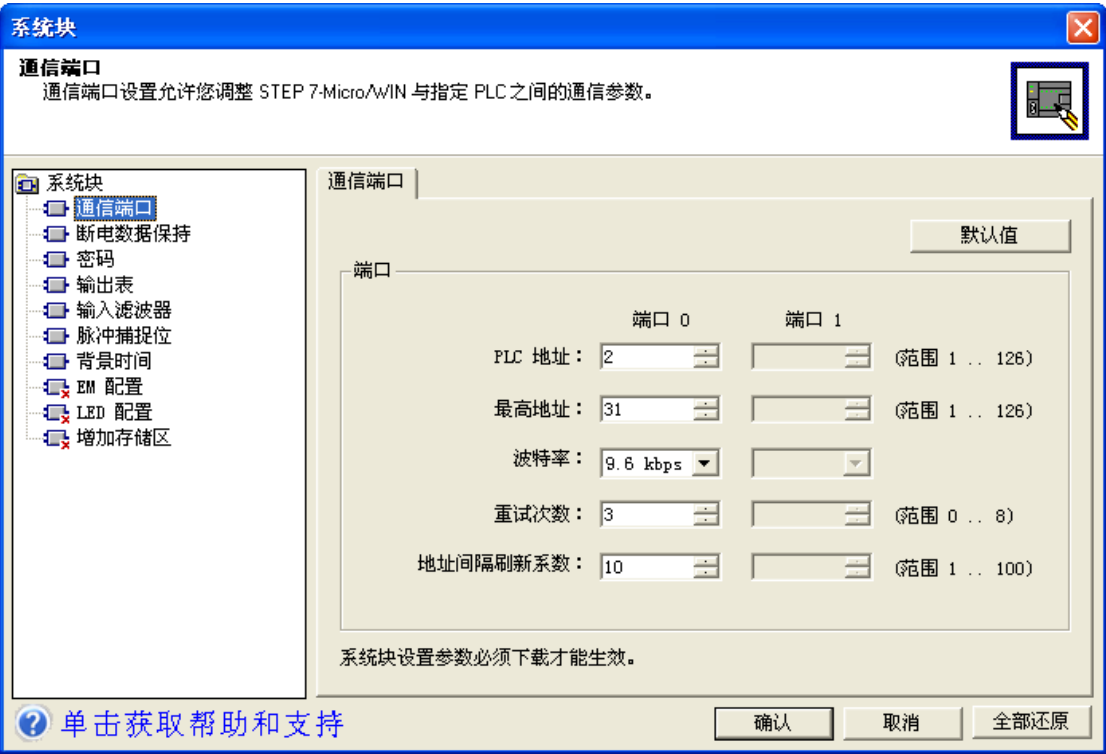 系统块
通信端口
通信端口设置允许您调整 STEP 7-Micro/WIN 与指定 PLC 之间的通信参数。
系统块
通信端口
断电数据保持
密码
输出表
输入滤波器
脉冲捕捉位
背景时间
EM 配置
LED 配置
增加存储区
通信端口
默认值
端口
端口 0 端口 1
PLC 地址： 2 (范围 1 .. 126)
最高地址： 31 (范围 1 .. 126)
波特率： 9.6 kbps
重试次数： 3 (范围 0 .. 8)
地址间隔刷新系数： 10 (范围 1 .. 100)
系统块设置参数必须下载才能生效。
单击获取帮助和支持
确认 取消 全部还原